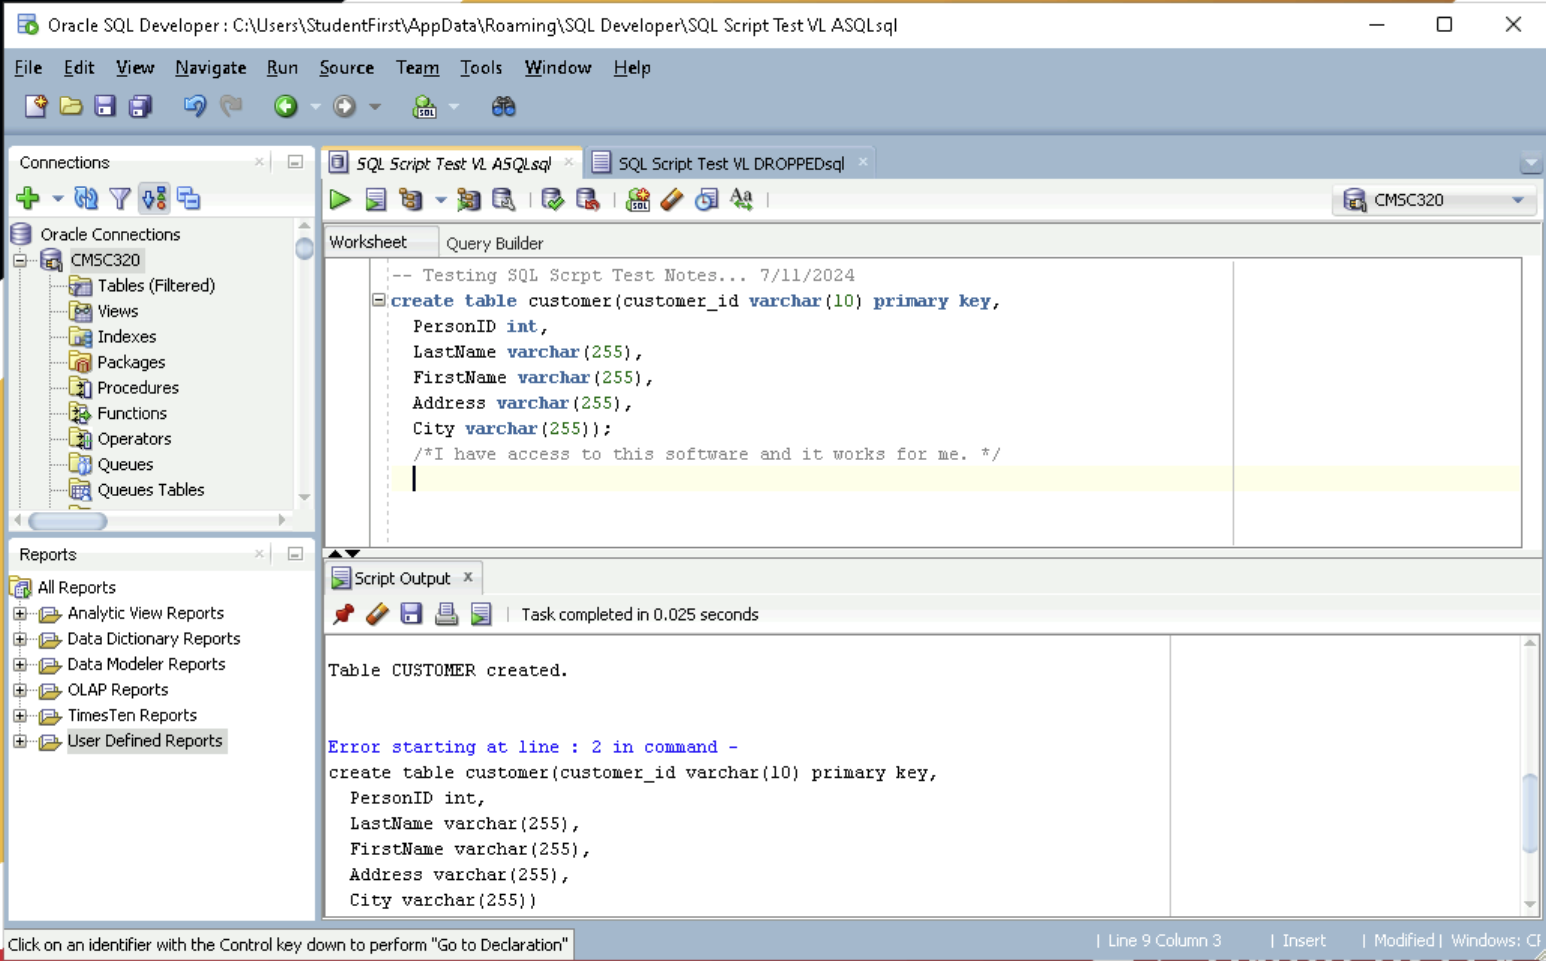 Oracle SQL Developer : C:\Users\StudentFirst\AppData\Roaming\SQL Developer\SQL Script Test VL ASQLsql
File Edit View Navigate Run Source Team Tools Window Help
Connections
Oracle Connections
CMSC320
Tables (Filtered)
Views
Indexes
Packages
Procedures
Functions
Operators
Queues
Queues Tables
Reports
All Reports
Analytic View Reports
Data Dictionary Reports
Data Modeler Reports
OLAP Reports
TimesTen Reports
User Defined Reports
SQL Script Test VL ASQLsql
SQL Script Test VL DROPPEDsql
CMSC320
Worksheet Query Builder
-- Testing SQL Scrpt Test Notes... 7/11/2024
create table customer(customer_id varchar(10) primary key,
PersonID int,
LastName varchar(255),
FirstName varchar(255),
Address varchar(255),
City varchar(255));
/*I have access to this software and it works for me. */
Script Output x
Task completed in 0.025 seconds
Table CUSTOMER created.
Error starting at line : 2 in command -
create table customer(customer_id varchar(10) primary key,
PersonID int,
LastName varchar(255),
FirstName varchar(255),
Address varchar(255),
City varchar(255))
Click on an identifier with the Control key down to perform "Go to Declaration"
| Line 9 Column 3 | Insert | Modified | Windows: